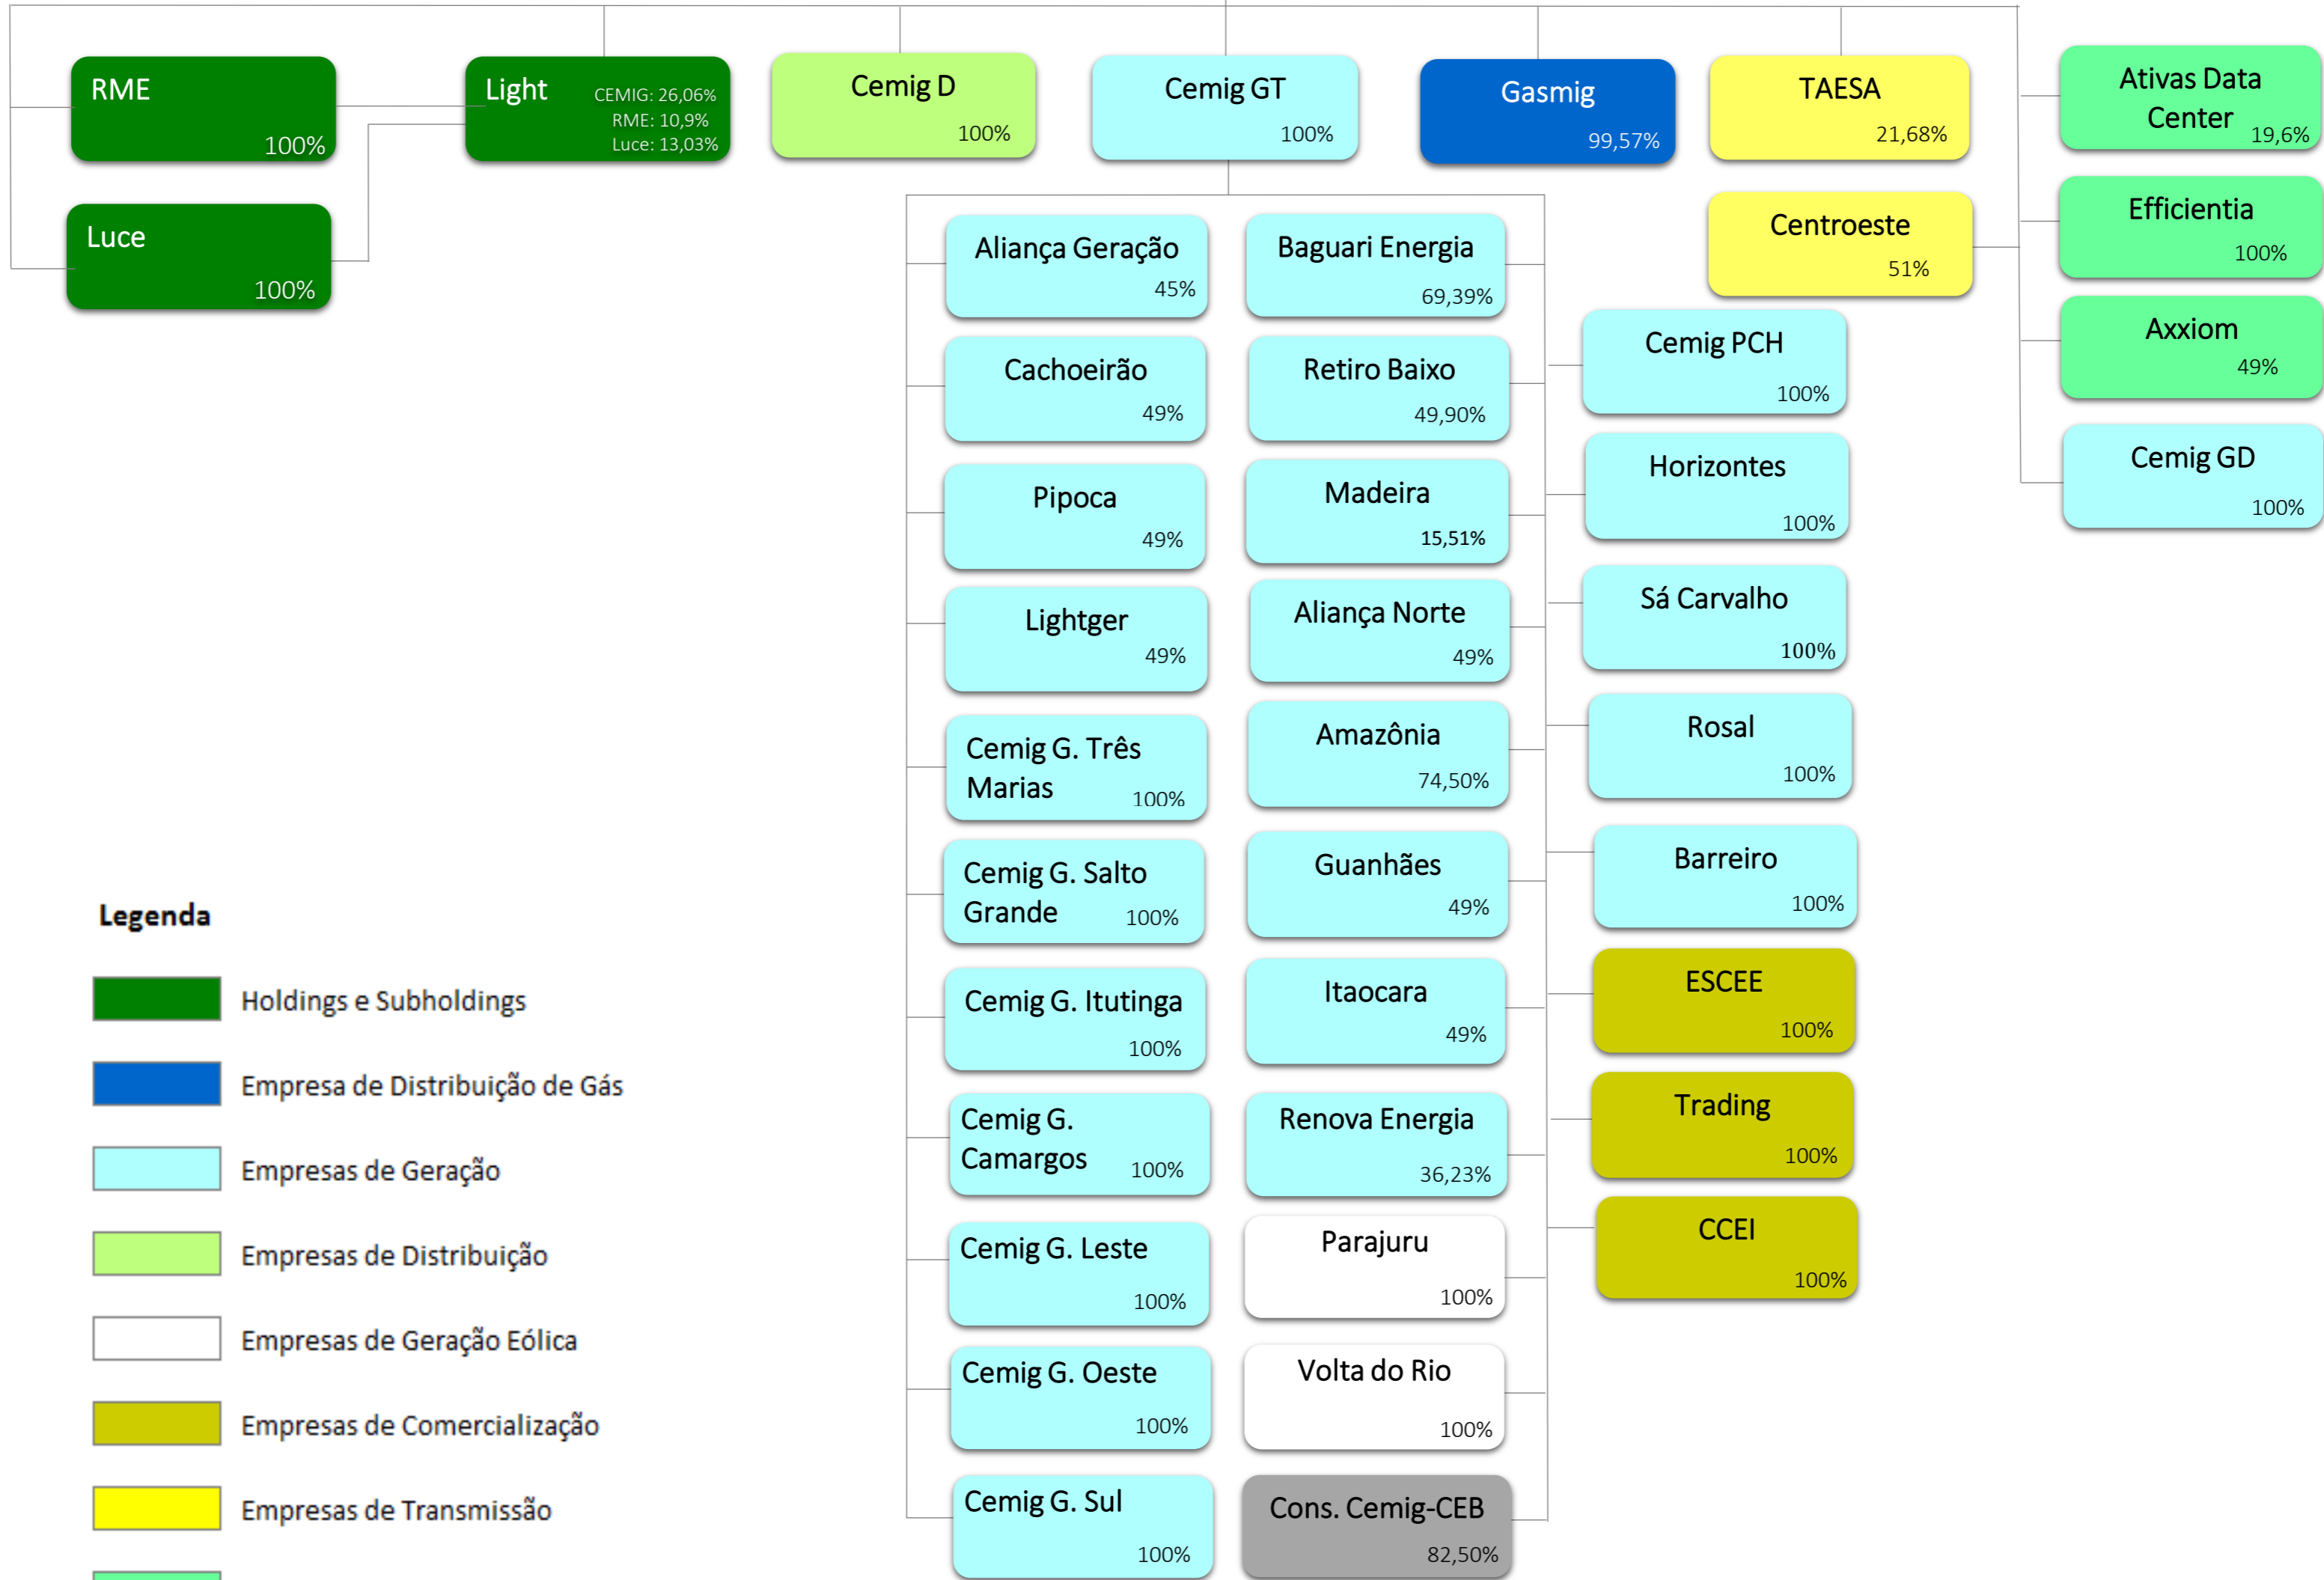 RME
100%
Light
CEMIG: 26,06%
RME: 10,9%
Luce: 13,03%
Cemig D
100%
Cemig GT
100%
Gasmig
99,57%
TAESA
21,68%
Ativas Data
Center
19,6%
Luce
100%
Centroeste
51%
Efficientia
100%
Axxiom
49%
Cemig GD
100%
Aliança Geração
45%
Cachoeirão
49%
Pipoca
49%
Lightger
49%
Cemig G. Três
Marias
100%
Cemig G. Salto
Grande
100%
Cemig G. Itutinga
100%
Cemig G.
Camargos
100%
Cemig G. Leste
100%
Cemig G. Oeste
100%
Cemig G. Sul
100%
Baguari Energia
69,39%
Retiro Baixo
49,90%
Madeira
15,51%
Aliança Norte
49%
Amazônia
74,50%
Guanhães
49%
Itaocara
49%
Renova Energia
36,23%
Parajuru
100%
Volta do Rio
100%
Cons. Cemig-CEB
82,50%
Cemig PCH
100%
Horizontes
100%
Sá Carvalho
100%
Rosal
100%
Barreiro
100%
ESCEE
100%
Trading
100%
CCEI
100%
Legenda
Holdings e Subholdings
Empresa de Distribuição de Gás
Empresas de Geração
Empresas de Distribuição
Empresas de Geração Eólica
Empresas de Comercialização
Empresas de Transmissão